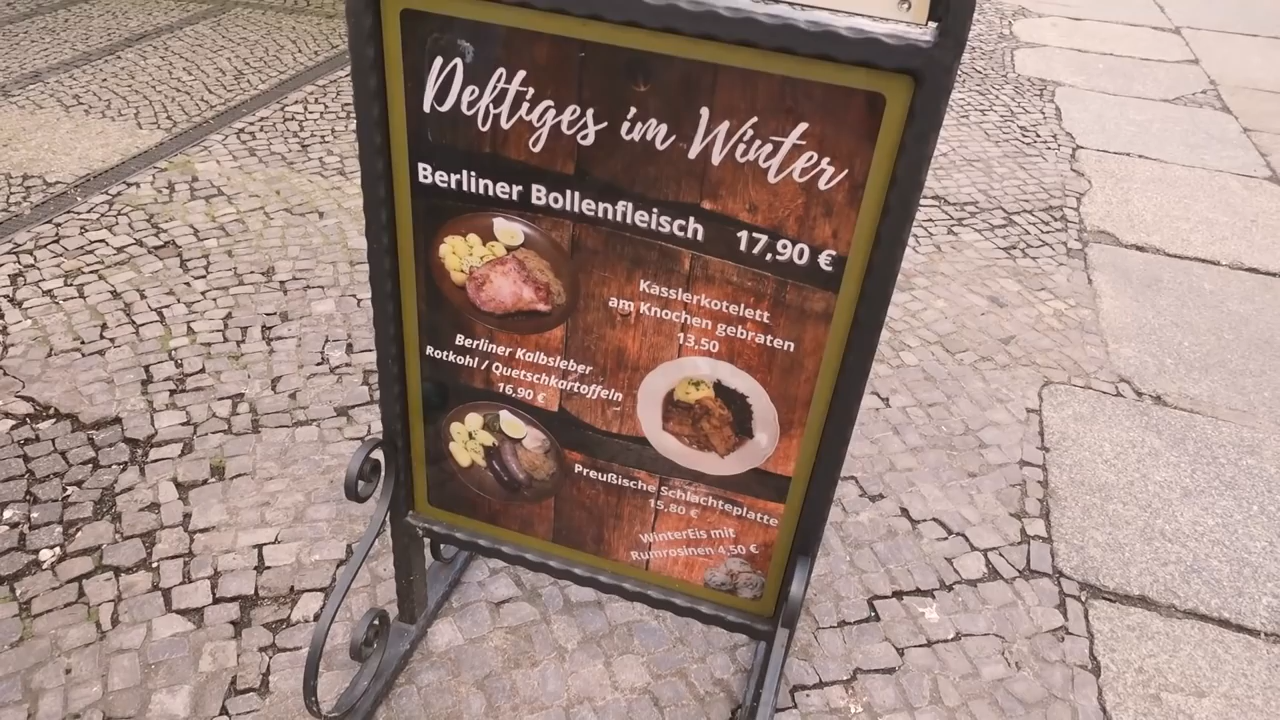 Deftiges im Winter
Berliner Bollenfleisch 17,90 €
Kasslerkotelett
am Knochen gebraten
13,50
Berliner Kalbsleber
Rotkohl / Quetschkartoffeln
16,90 €
Preußische Schlachteplatte
15,80 €
WinterEis mit
Rumrosinen 4,50 €